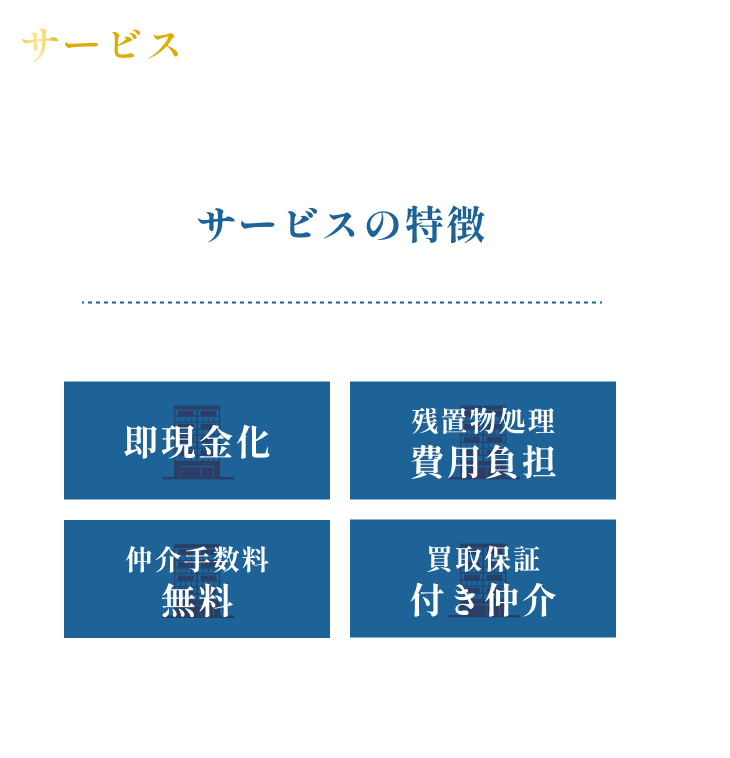 サービス
サービスの特徴
即現金化
残置物処理
費用負担
仲介手数料
無料
買取保証
付き仲介